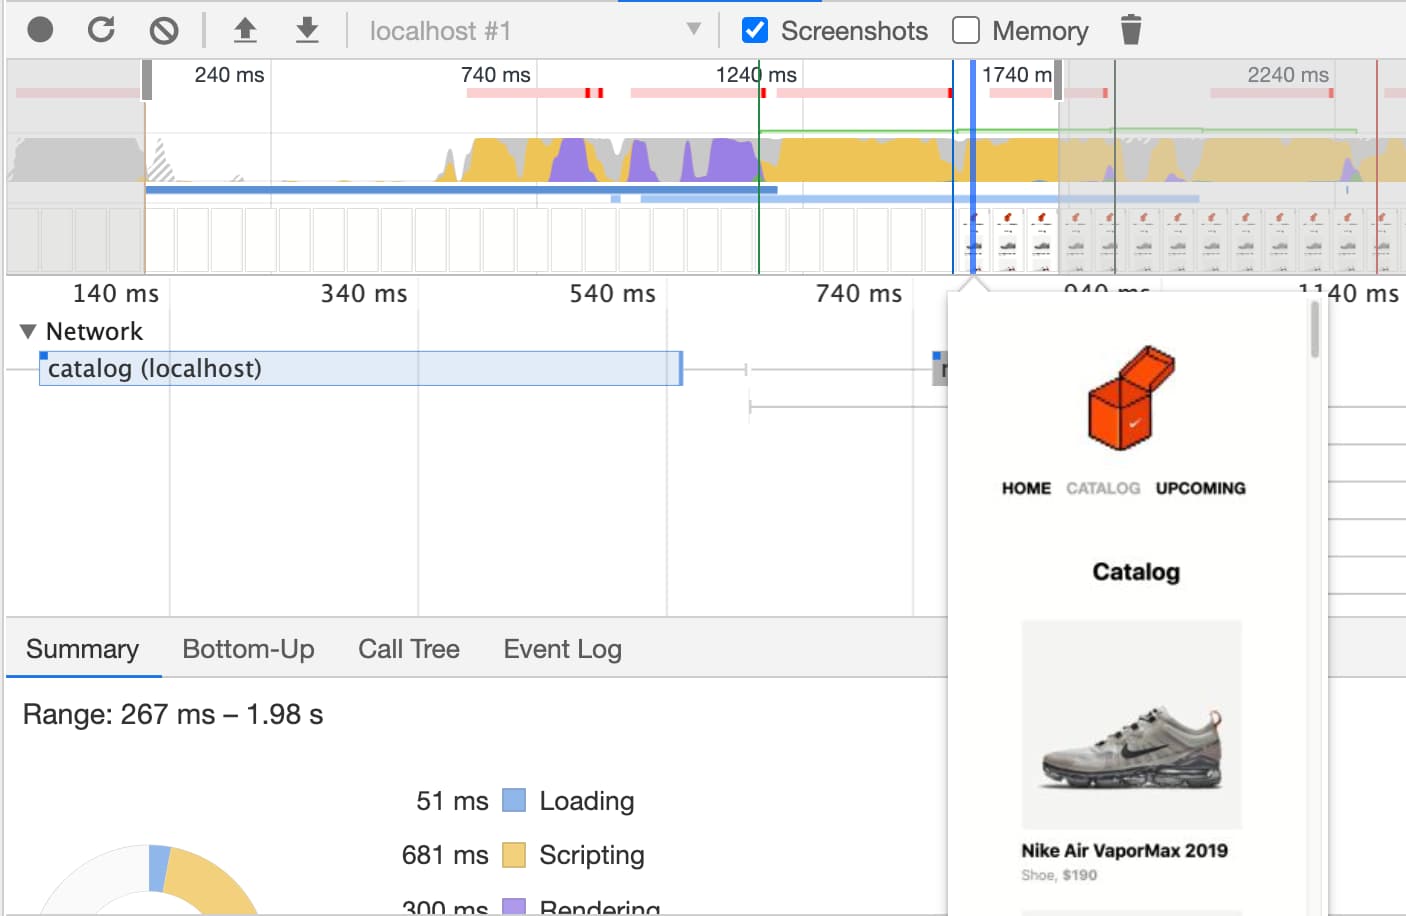 localhost #1 Screenshots Memory
240 ms 740 ms 1240 ms 1740 m 2240 ms
140 ms 340 ms 540 ms 740 ms 940 ms 1140 ms
Network
catalog (localhost)
HOME CATALOG UPCOMING
Catalog
Summary Bottom-Up Call Tree Event Log
Range: 267 ms – 1.98 s
51 ms Loading
681 ms Scripting
300 ms Rendering
Nike Air VaporMax 2019
Shoe, $190